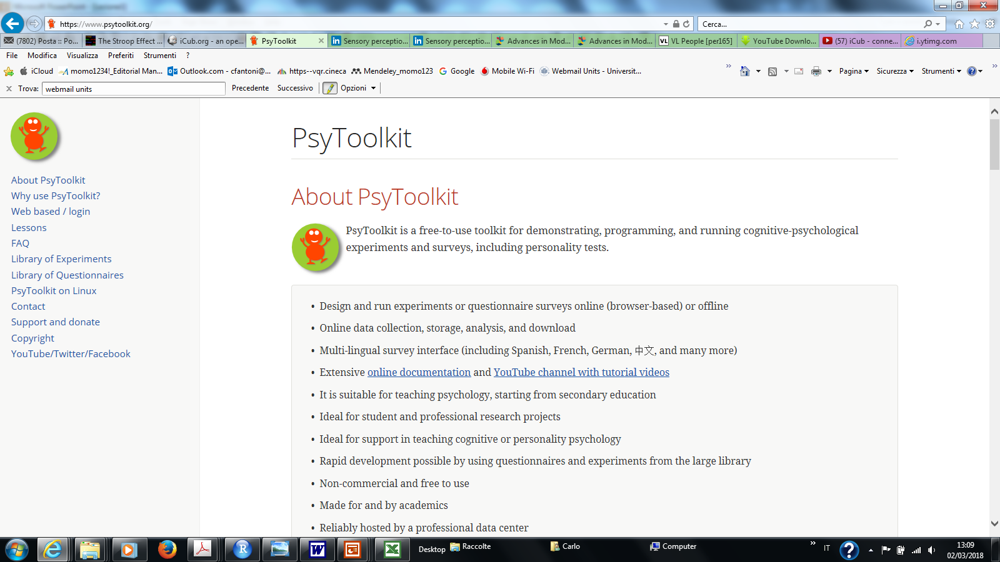 https://www.psytoolkit.org/
Cerca...
(7802) Posta :: Po...
The Stroop Effect ...
iCub.org - an ope...
PsyToolkit
Sensory perceptio...
Sensory perceptio...
Advances in Mod...
Advances in Mod...
VL People [per165]
YouTube Downlo...
(57) iCub - conne...
i.ytimg.com
File Modifica Visualizza Preferiti Strumenti ?
iCloud momo1234!_Editorial Man... Outlook.com - cfantoni@... https--vqr.cineca Mendeley_momo123 Google Mobile Wi-Fi Webmail Units - Universit... Pagina Sicurezza Strumenti
Trova: webmail units Precedente Successivo Opzioni
About PsyToolkit
Why use PsyToolkit?
Web based / login
Lessons
FAQ
Library of Experiments
Library of Questionnaires
PsyToolkit on Linux
Contact
Support and donate
Copyright
YouTube/Twitter/Facebook
PsyToolkit
About PsyToolkit
PsyToolkit is a free-to-use toolkit for demonstrating, programming, and running cognitive-psychological
experiments and surveys, including personality tests.
• Design and run experiments or questionnaire surveys online (browser-based) or offline
• Online data collection, storage, analysis, and download
• Multi-lingual survey interface (including Spanish, French, German, 中文, and many more)
• Extensive online documentation and YouTube channel with tutorial videos
• It is suitable for teaching psychology, starting from secondary education
• Ideal for student and professional research projects
• Ideal for support in teaching cognitive or personality psychology
• Rapid development possible by using questionnaires and experiments from the large library
• Non-commercial and free to use
• Made for and by academics
• Reliably hosted by a professional data center
Desktop Raccolte Carlo Computer IT
13:09
02/03/2018